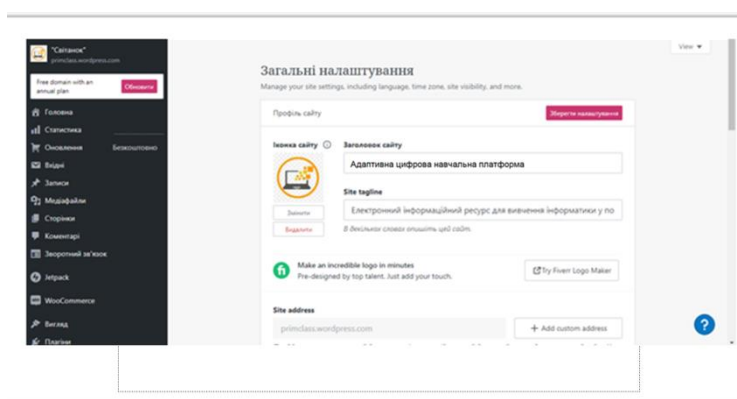 "Світанок"
primclass.wordpress.com
Free domain with an
annual plan
Обновити
Головна
Статистика
Оновлення Безкоштовно
Вхідні
Записи
Медіафайли
Сторінки
Коментарі
Зворотний зв'язок
Jetpack
WooCommerce
Вигляд
Плагіни
View
Загальні налаштування
Manage your site settings, including language, time zone, site visibility, and more.
Профіль сайту
Зберегти налаштування
Іконка сайту
Заголовок сайту
Адаптивна цифрова навчальна платформа
Site tagline
Електронний інформаційний ресурс для вивчення інформатики у по
Змінити
Видалити
В декількох словах опишіть цей сайт.
fi
Make an incredible logo in minutes
Pre-designed by top talent. Just add your touch.
Try Fiverr Logo Maker
Site address
primclass.wordpress.com
+ Add custom address
?